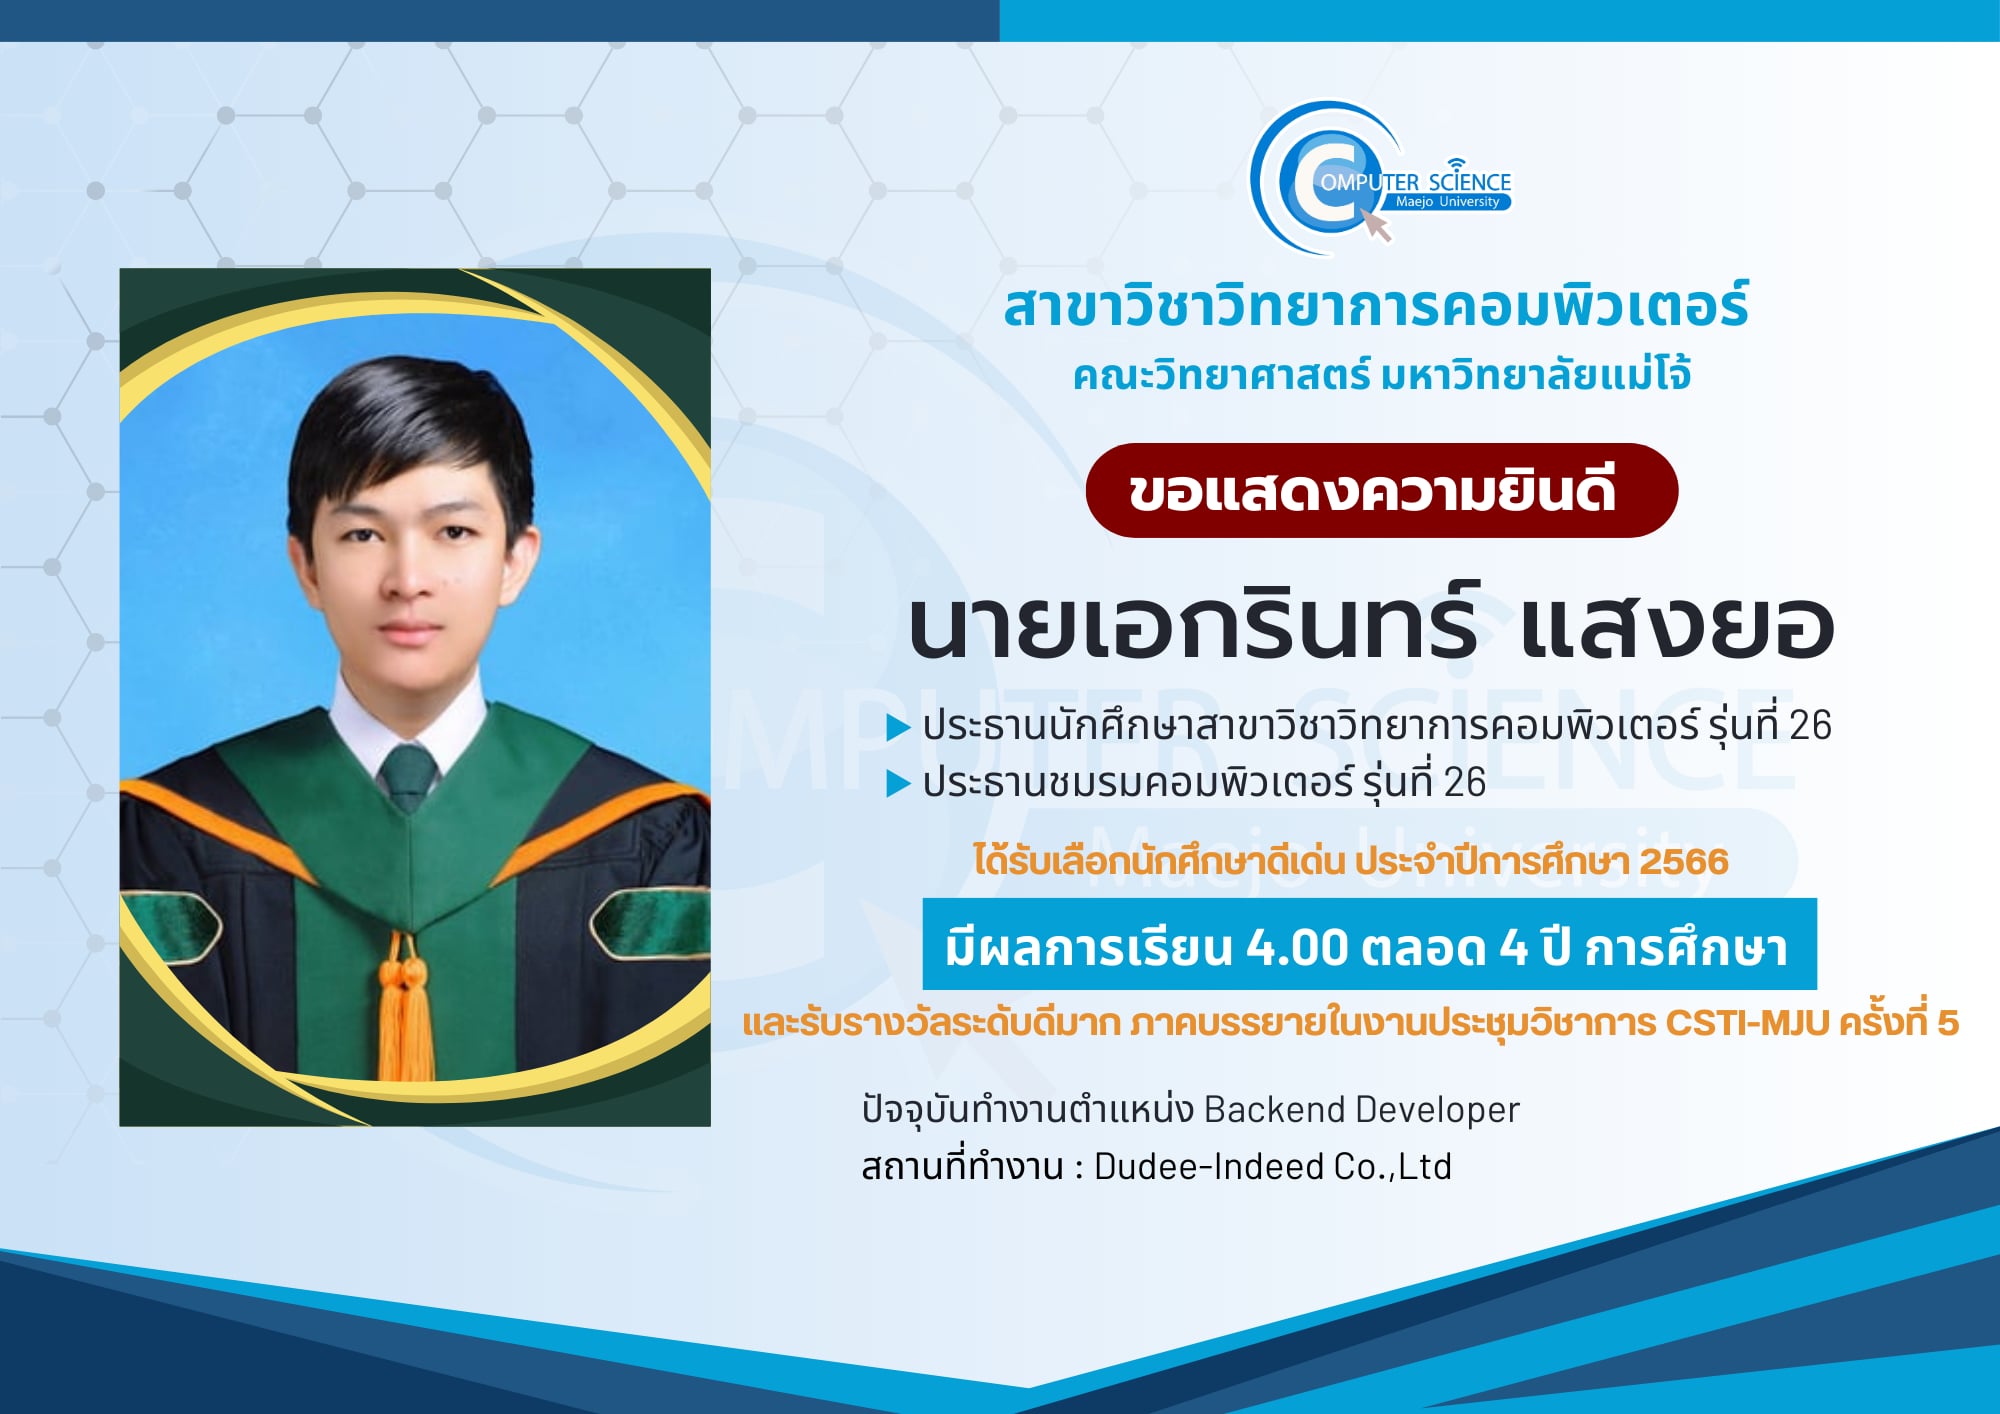 COMPUTER SCIENCE
Maejo University
สาขาวิชาวิทยาการคอมพิวเตอร์
คณะวิทยาศาสตร์ มหาวิทยาลัยแม่โจ้
ขอแสดงความยินดี
นายเอกรินทร์ แสงยอ
ประธานนักศึกษาสาขาวิชาวิทยาการคอมพิวเตอร์ รุ่นที่ 26
ประธานชมรมคอมพิวเตอร์ รุ่นที่ 26
ได้รับเลือกนักศึกษาดีเด่น ประจำปีการศึกษา 2566
มีผลการเรียน 4.00 ตลอด 4 ปี การศึกษา
และรับรางวัลระดับดีมาก ภาคบรรยายในงานประชุมวิชาการ CSTI-MJU ครั้งที่ 5
ปัจจุบันทำงานตำแหน่ง Backend Developer
สถานที่ทำงาน : Dudee-Indeed Co.,Ltd